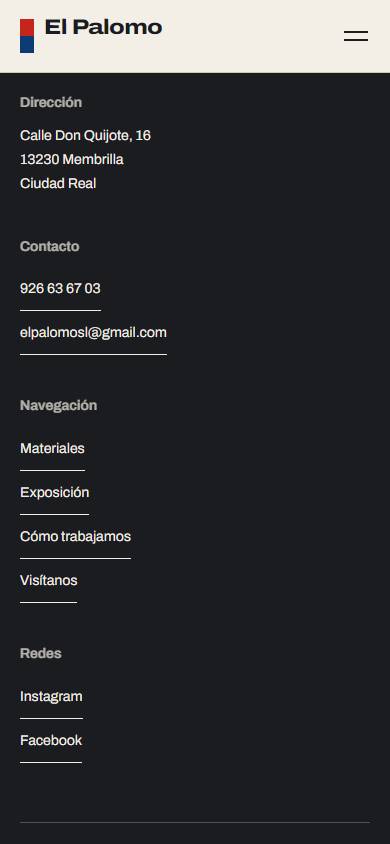 El Palomo
Dirección
Calle Don Quijote, 16
13230 Membrilla
Ciudad Real
Contacto
926 63 67 03
elpalomosl@gmail.com
Navegación
Materiales
Exposición
Cómo trabajamos
Visítanos
Redes
Instagram
Facebook